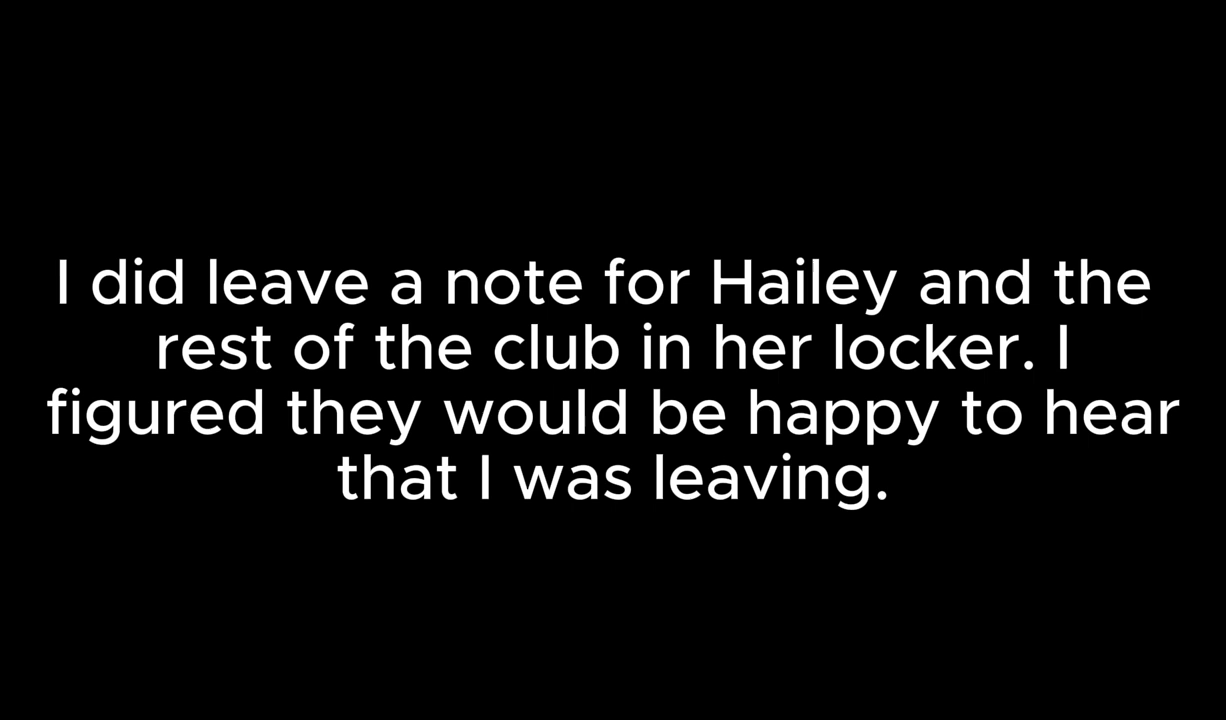 I did leave a note for Hailey and the
rest of the club in her locker. I
figured they would be happy to hear
that I was leaving.